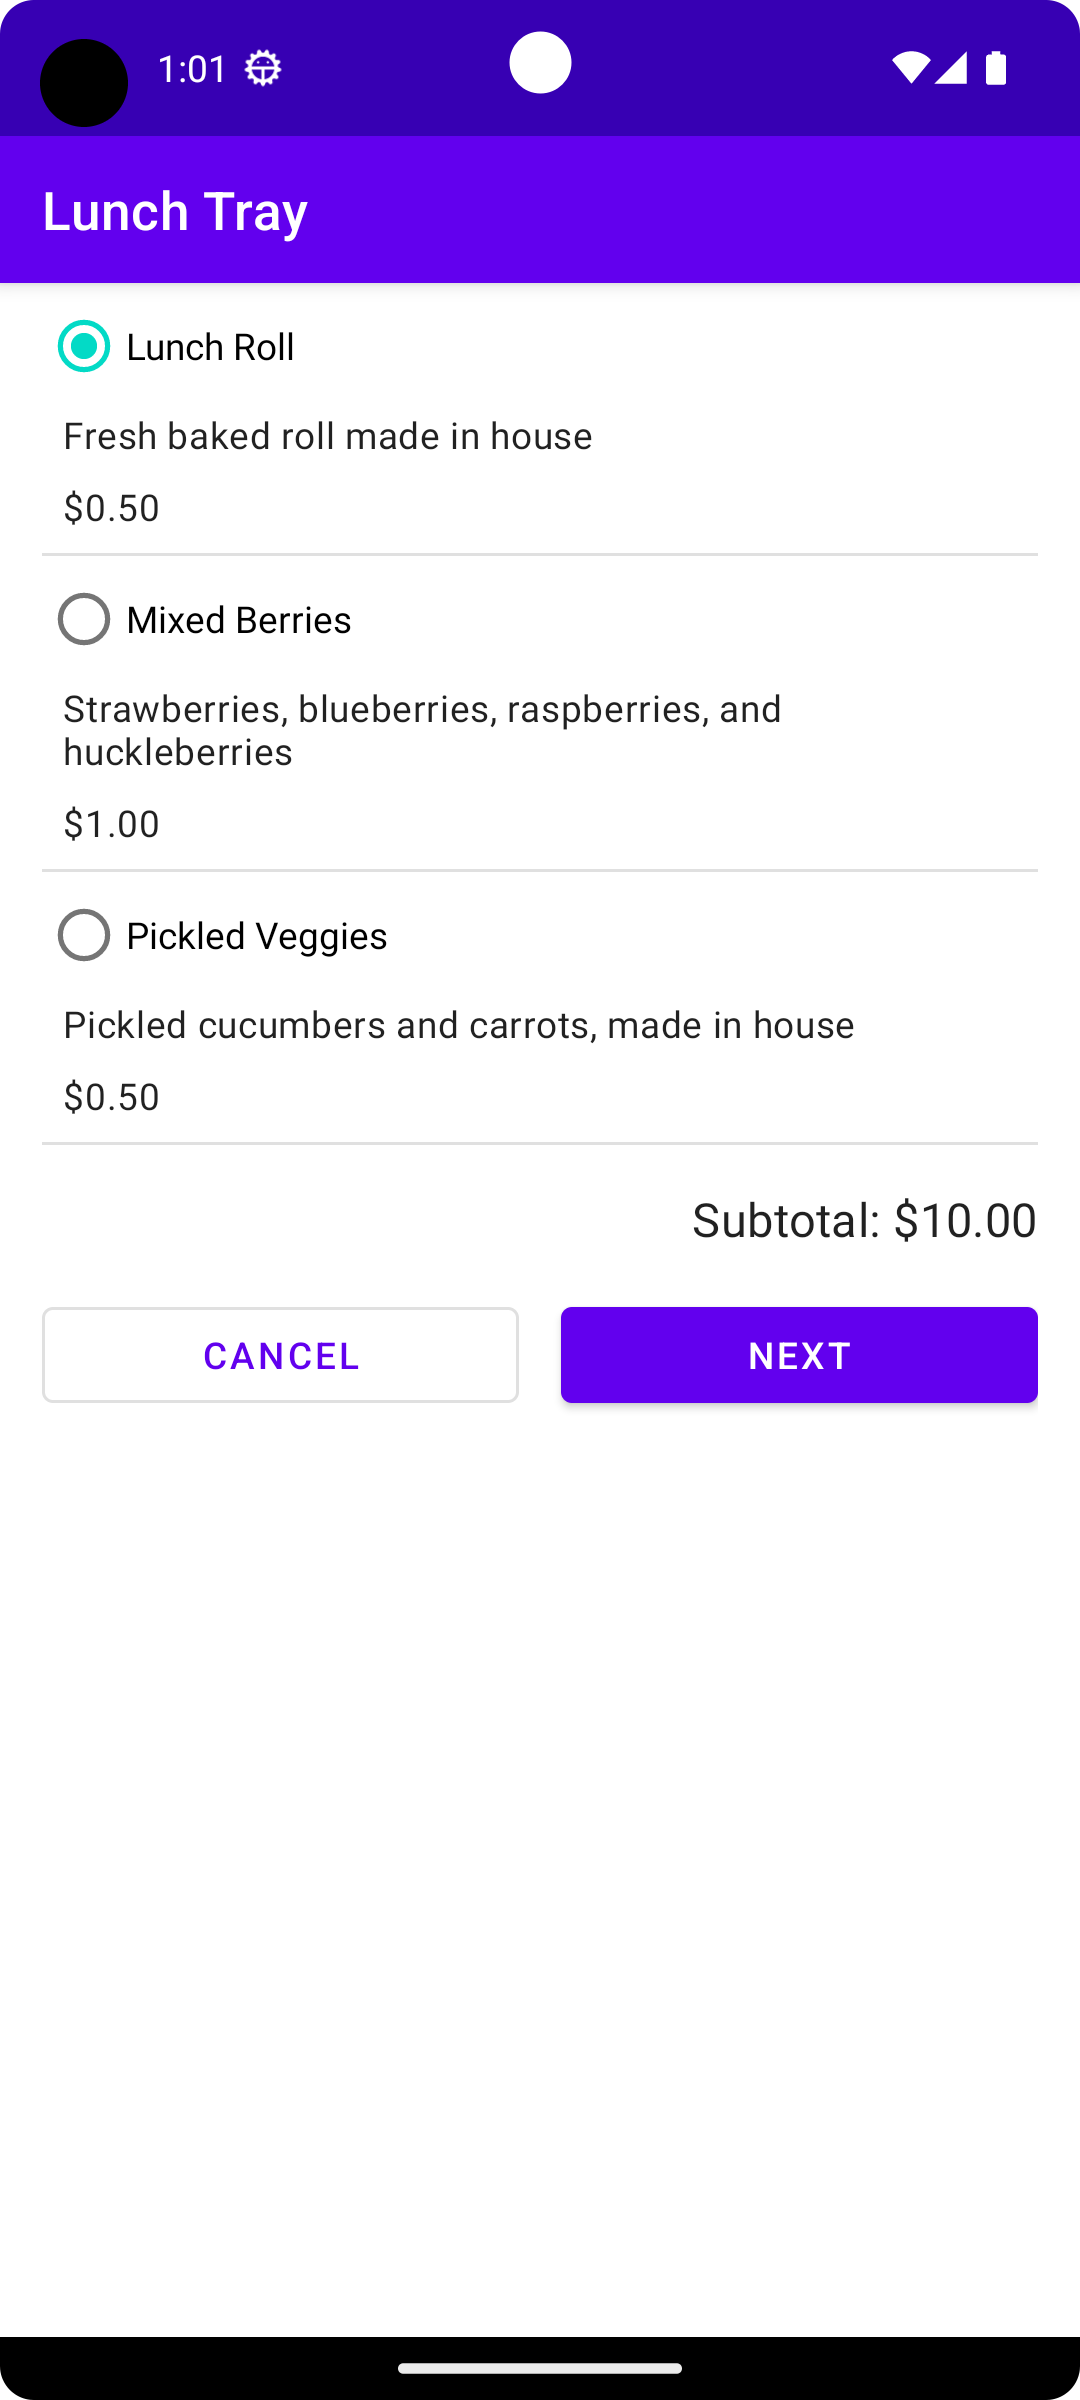 1:01
Lunch Tray
Lunch Roll
Fresh baked roll made in house
$0.50
Mixed Berries
Strawberries, blueberries, raspberries, and
huckleberries
$1.00
Pickled Veggies
Pickled cucumbers and carrots, made in house
$0.50
Subtotal: $10.00
CANCEL NEXT